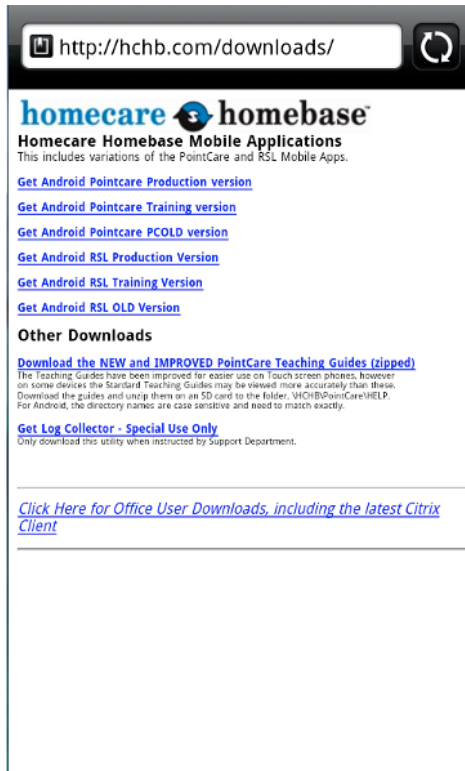 http://hchb.com/downloads/
homecare homebase
Homecare Homebase Mobile Applications
This includes variations of the PointCare and RSL Mobile Apps.
Get Android Pointcare Production version
Get Android Pointcare Training version
Get Android Pointcare PCOLD version
Get Android RSL Production Version
Get Android RSL Training Version
Get Android RSL OLD Version
Other Downloads
Download the NEW and IMPROVED PointCare Teaching Guides (zipped)
The Teaching Guides have been improved for easier use on Touch screen phones, however
on some devices the Stardard Teaching Guides may be viewed more accurately than these.
Download the guides and unzip them on an SD card to the folder. \HCHB\PointCare\HELP.
For Android, the directory names are case sensitive and need to match exactly.
Get Log Collector - Special Use Only
Only download this utility when instructed by Support Department.
Click Here for Office User Downloads, including the latest Citrix
Client